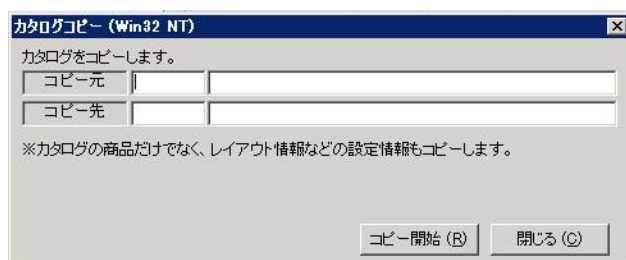 カタログコピー (Win32 NT)
カタログをコピーします。
コピー元
コピー先
※カタログの商品だけでなく、レイアウト情報などの設定情報もコピーします。
コピー開始 (R) 閉じる (C)